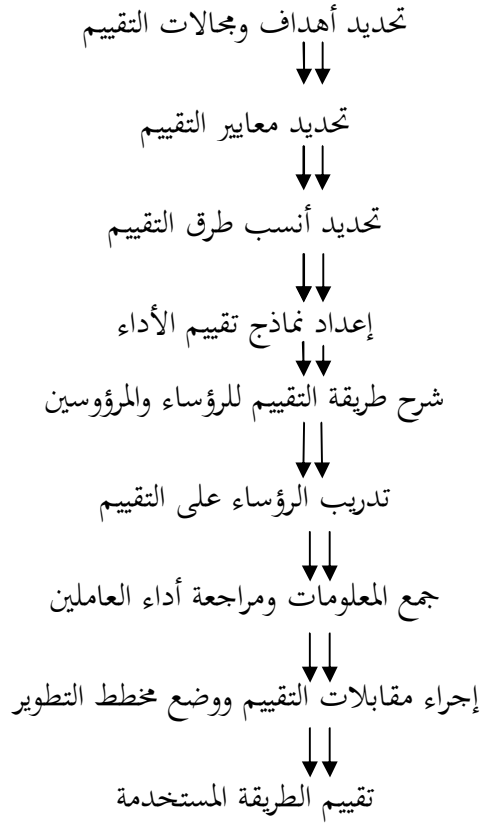 تحديد أهداف ومجالات التقييم
تحديد معايير التقييم
تحديد أنسب طرق التقييم
إعداد نماذج تقييم الأداء
شرح طريقة التقييم للرؤساء والمرؤوسين
تدريب الرؤساء على التقييم
جمع المعلومات ومراجعة أداء العاملين
إجراء مقابلات التقييم ووضع مخطط التطوير
تقييم الطريقة المستخدمة